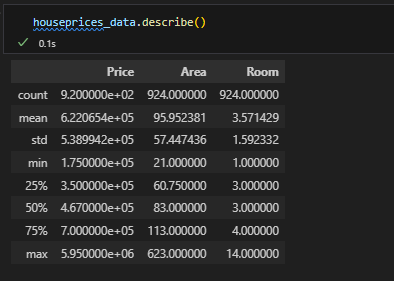 houseprices_data.describe()
0.1s
Price Area Room
count 9.200000e+02 924.000000 924.000000
mean 6.220654e+05 95.952381 3.571429
std 5.389942e+05 57.447436 1.592332
min 1.750000e+05 21.000000 1.000000
25% 3.500000e+05 60.750000 3.000000
50% 4.670000e+05 83.000000 3.000000
75% 7.000000e+05 113.000000 4.000000
max 5.950000e+06 623.000000 14.000000